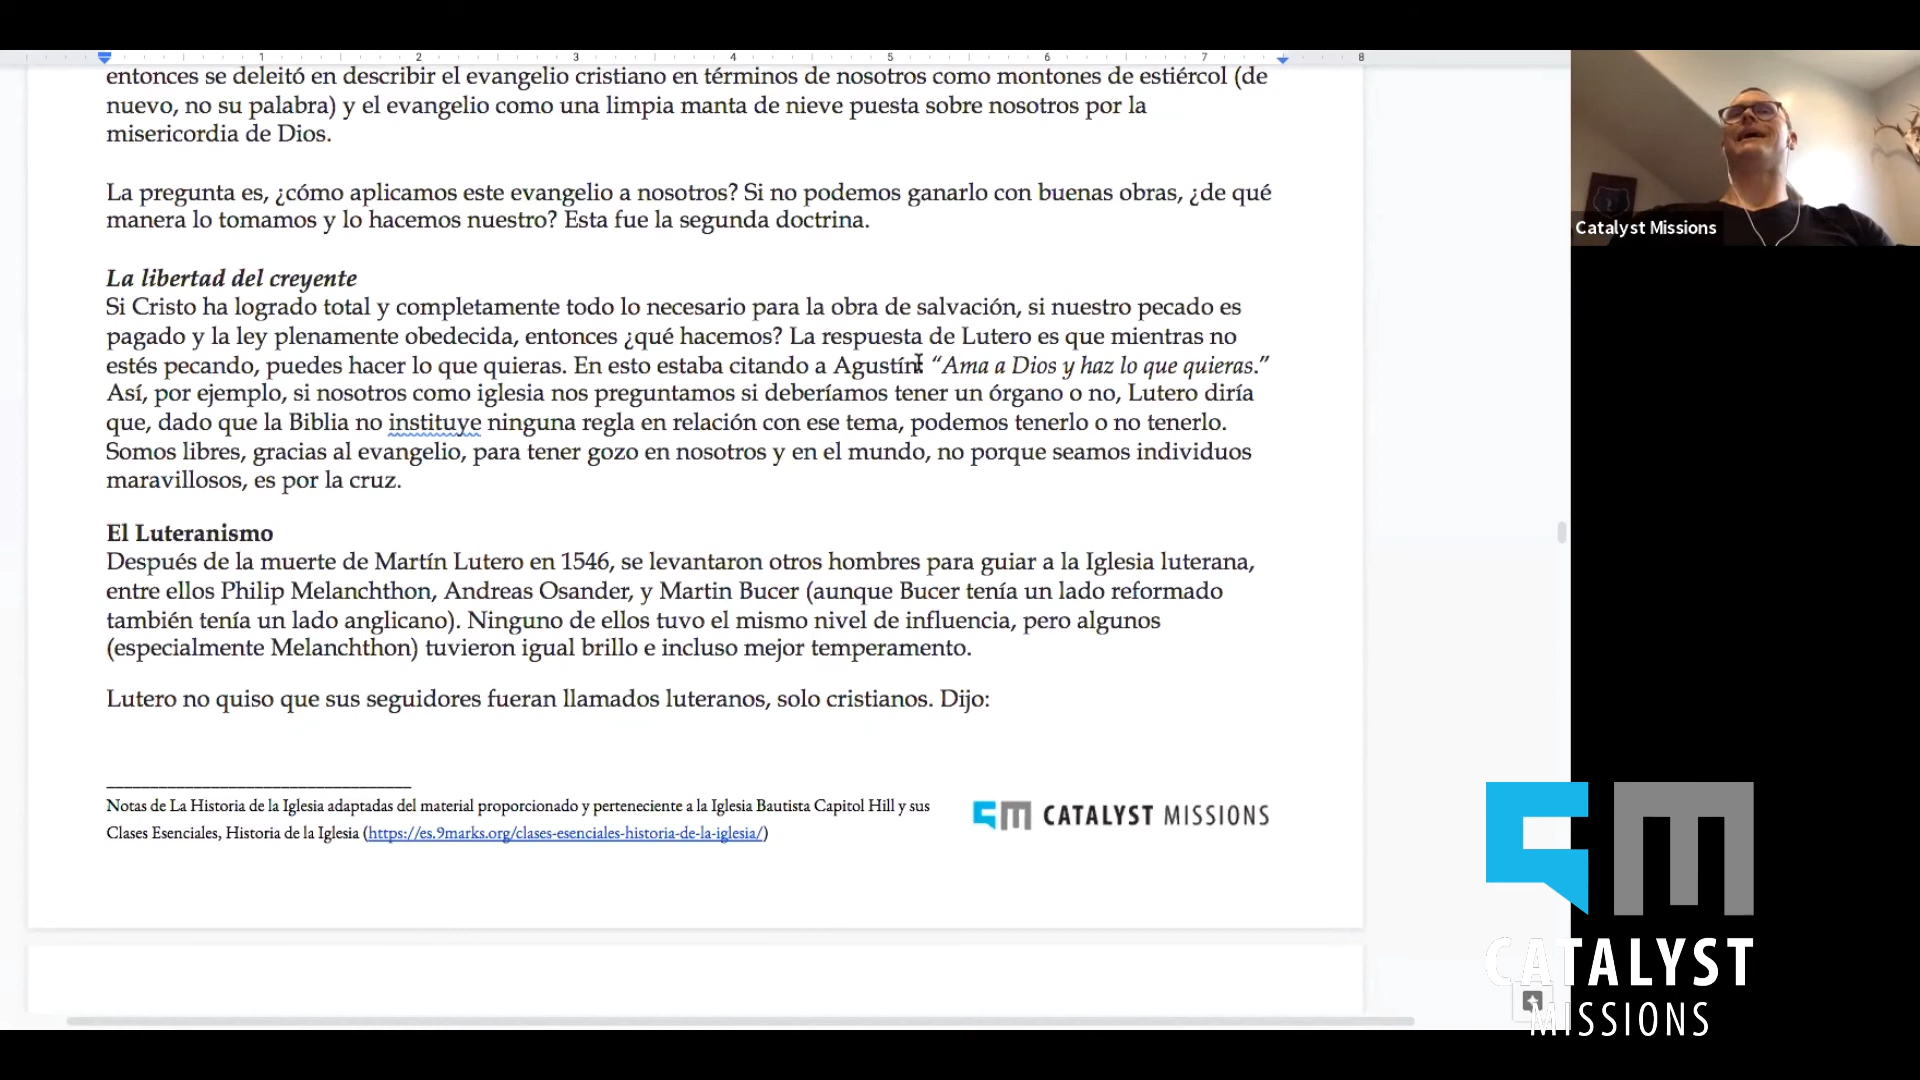 1 2 3 4 5 6 7 8
entonces se deleitó en describir el evangelio cristiano en términos de nosotros como montones de estiércol (de
nuevo, no su palabra) y el evangelio como una limpia manta de nieve puesta sobre nosotros por la
misericordia de Dios.
La pregunta es, ¿cómo aplicamos este evangelio a nosotros? Si no podemos ganarlo con buenas obras, ¿de qué
manera lo tomamos y lo hacemos nuestro? Esta fue la segunda doctrina.
La libertad del creyente
Si Cristo ha logrado total y completamente todo lo necesario para la obra de salvación, si nuestro pecado es
pagado y la ley plenamente obedecida, entonces ¿qué hacemos? La respuesta de Lutero es que mientras no
estés pecando, puedes hacer lo que quieras. En esto estaba citando a Agustín: “Ama a Dios y haz lo que quieras.”
Así, por ejemplo, si nosotros como iglesia nos preguntamos si deberíamos tener un órgano o no, Lutero diría
que, dado que la Biblia no instituye ninguna regla en relación con ese tema, podemos tenerlo o no tenerlo.
Somos libres, gracias al evangelio, para tener gozo en nosotros y en el mundo, no porque seamos individuos
maravillosos, es por la cruz.
El Luteranismo
Después de la muerte de Martín Lutero en 1546, se levantaron otros hombres para guiar a la Iglesia luterana,
entre ellos Philip Melanchthon, Andreas Osander, y Martin Bucer (aunque Bucer tenía un lado reformado
también tenía un lado anglicano). Ninguno de ellos tuvo el mismo nivel de influencia, pero algunos
(especialmente Melanchthon) tuvieron igual brillo e incluso mejor temperamento.
Lutero no quiso que sus seguidores fueran llamados luteranos, solo cristianos. Dijo:
Notas de La Historia de la Iglesia adaptadas del material proporcionado y perteneciente a la Iglesia Bautista Capitol Hill y sus
Clases Esenciales, Historia de la Iglesia (https://es.9marks.org/clases-esenciales-historia-de-la-iglesia/)
CATALYST MISSIONS
Catalyst Missions
CATALYST
MISSIONS